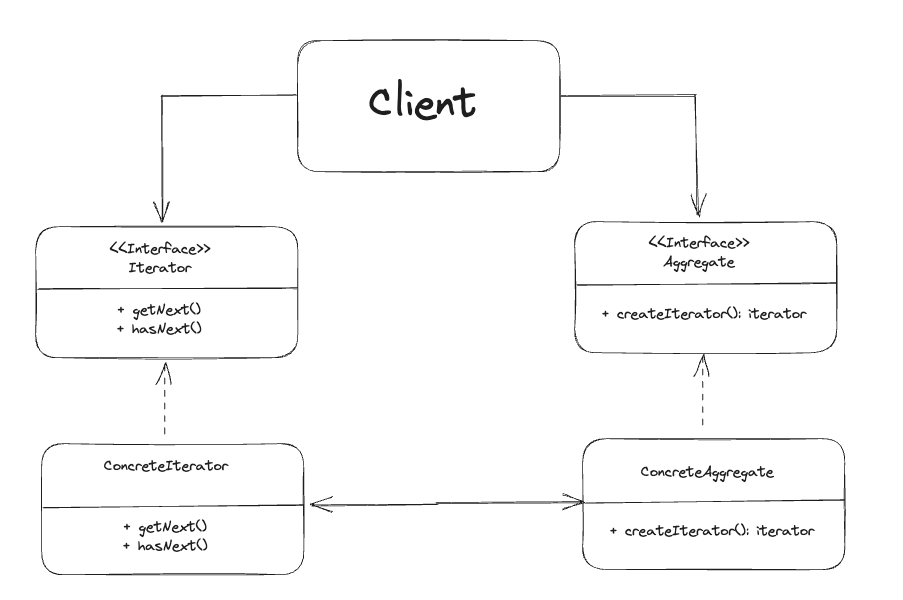 Client
<<Interface>>
Iterator
+ getNext()
+ hasNext()
<<Interface>>
Aggregate
+ createIterator(): iterator
ConcreteIterator
+ getNext()
+ hasNext()
ConcreteAggregate
+ createIterator(): iterator